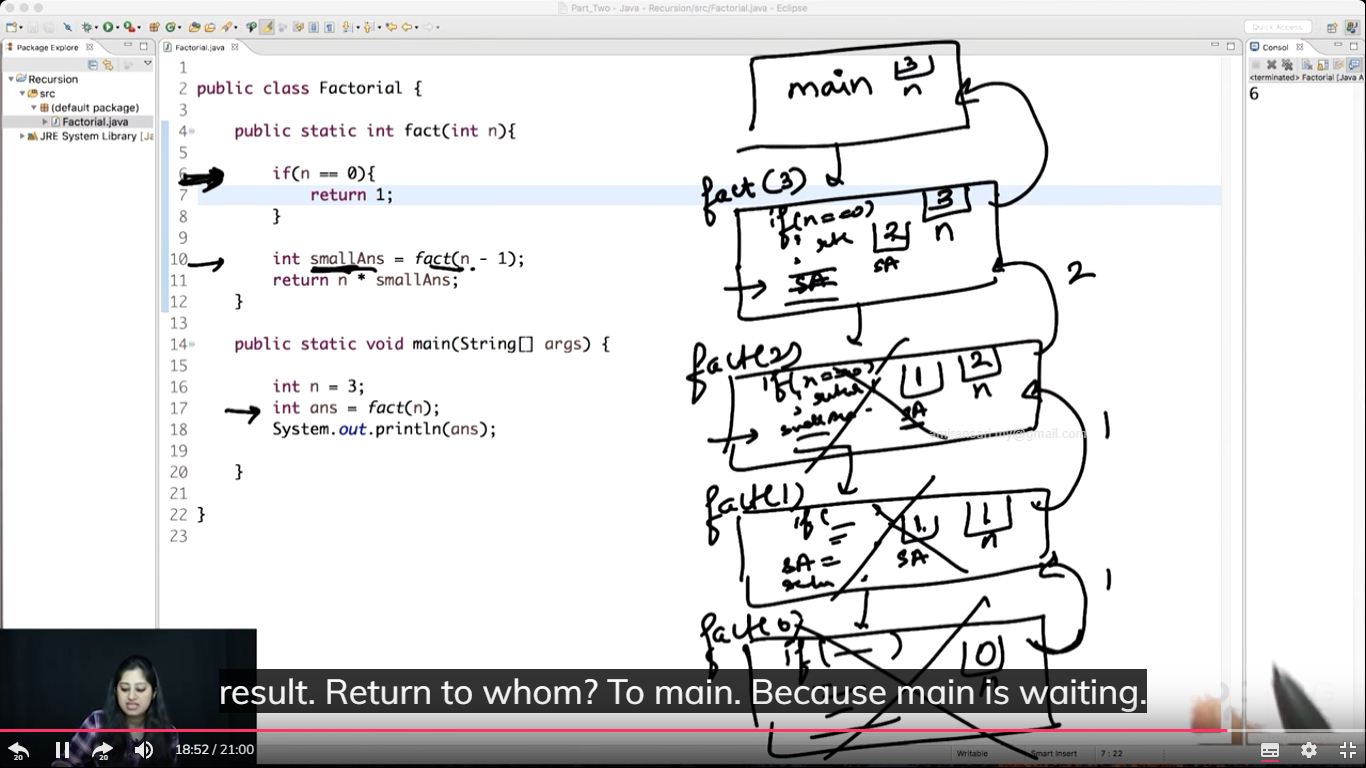 Part_Two - Java - Recursion/src/Factorial.java - Eclipse
Quick Access
Package Explore
Factorial.java
Consol
Recursion
src
(default package)
Factorial.java
JRE System Library [Ja
<terminated> Factorial [Java A
6
1
2 public class Factorial {
3
4 public static int fact(int n){
5
6 if(n == 0){
7 return 1;
8 }
9
10 int smallAns = fact(n - 1);
11 return n * smallAns;
12 }
13
14 public static void main(String[] args) {
15
16 int n = 3;
17 int ans = fact(n);
18 System.out.println(ans);
19
20 }
21
22 }
23
main 3
n
fact(3)
if(n==0) 3
2 n
SA
SA
2
fact(2)
if(n==0) 1 2
n
SA
1
fact(1)
if( 1 1
SA n
SA =
1
fact(0)
if ( ) 0
amiransari.my@gmail.com
result. Return to whom? To main. Because main is waiting.
20 20 18:52 / 21:00
Writable Smart Insert 7 : 22